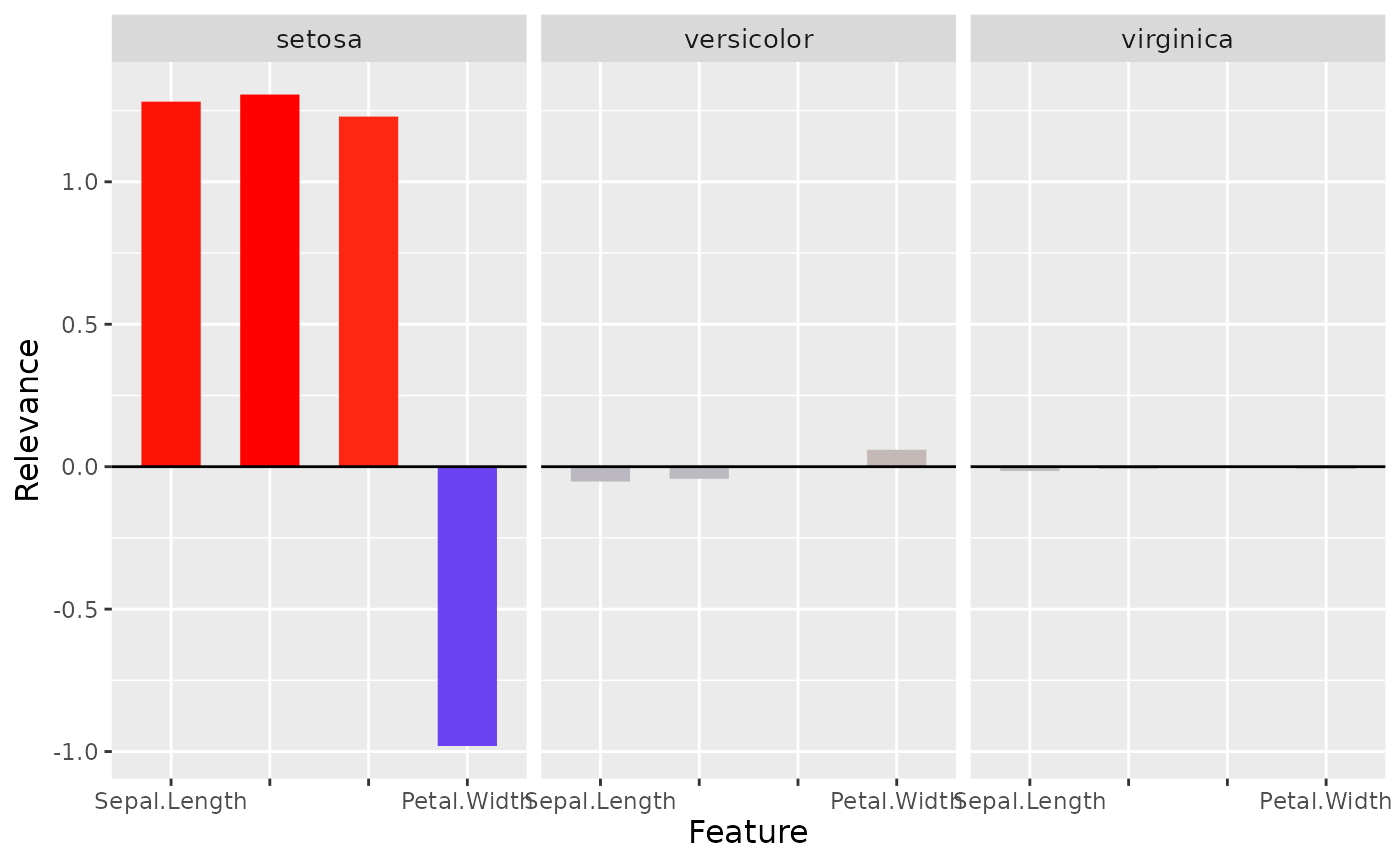 setosa versicolor virginica
1.0
0.5
0.0
-0.5
-1.0
Relevance
Sepal.Length Petal.Width Sepal.Length Petal.Width Sepal.Length Petal.Width
Feature